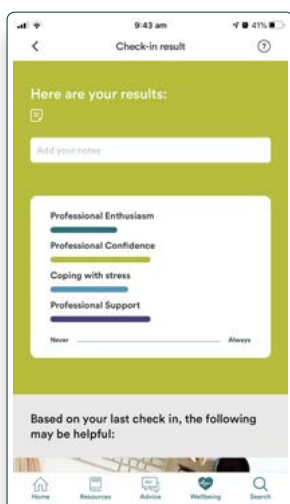 9:43 am
41%
Check-in result
?
Here are your results:
Add your notes
Professional Enthusiasm
Professional Confidence
Coping with stress
Professional Support
Never
Always
Based on your last check in, the following
may be helpful:
Home
Resources
Advice
Wellbeing
Search